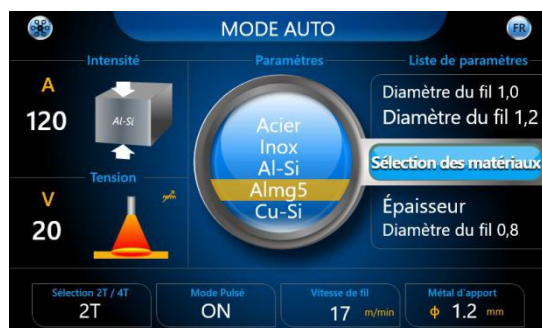 MODE AUTO
FR
Intensité
A
120
Al-Si
Tension
V
20
Paramètres
Acier
Inox
Al-Si
Almg5
Cu-Si
Liste de paramètres
Diamètre du fil 1,0
Diamètre du fil 1,2
Sélection des matériaux
Épaisseur
Diamètre du fil 0,8
Sélection 2T / 4T
2T
Mode Pulsé
ON
Vitesse de fil
17 m/min
Métal d'apport
ϕ 1.2 mm